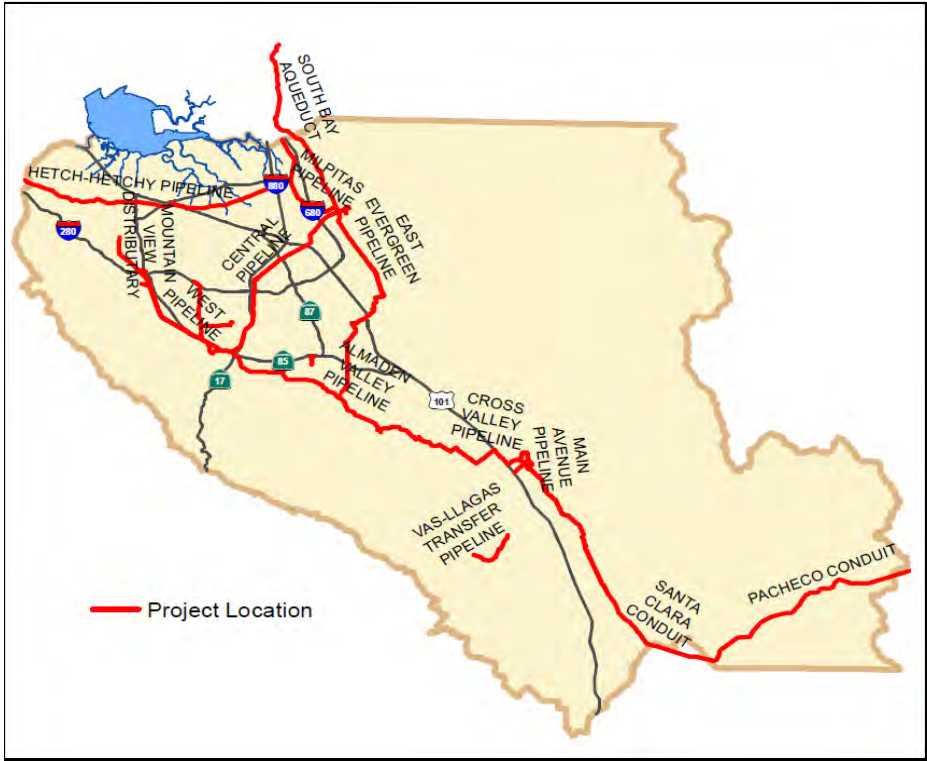 SOUTH BAY
AQUEDUCT
MILPITAS
PIPELINE
HETCH-HETCHY PIPELINE
880
680
280
EAST
EVERGREEN
PIPELINE
MOUNTAIN
VIEW
DISTRIBUTARY
CENTRAL
PIPELINE
WEST
PIPELINE
87
85
17
ALMADEN
VALLEY
PIPELINE
101
CROSS
VALLEY
PIPELINE
MAIN
AVENUE
PIPELINE
VAS-LLAGAS
TRANSFER
PIPELINE
SANTA
CLARA
CONDUIT
PACHECO CONDUIT
Project Location